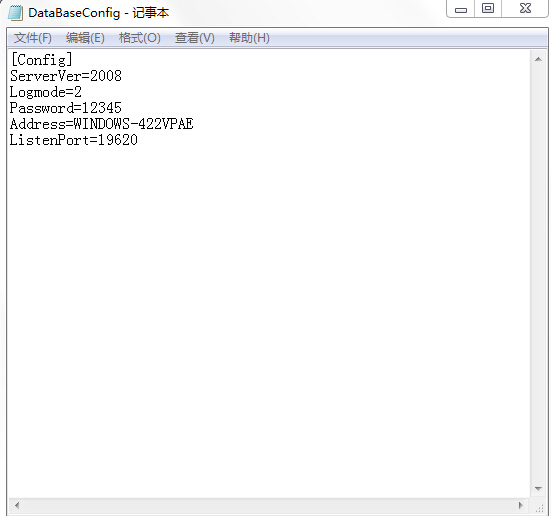 DataBaseConfig - 记事本
文件(F) 编辑(E) 格式(O) 查看(V) 帮助(H)
[Config]
ServerVer=2008
Logmode=2
Password=12345
Address=WINDOWS-422VPAE
ListenPort=19620